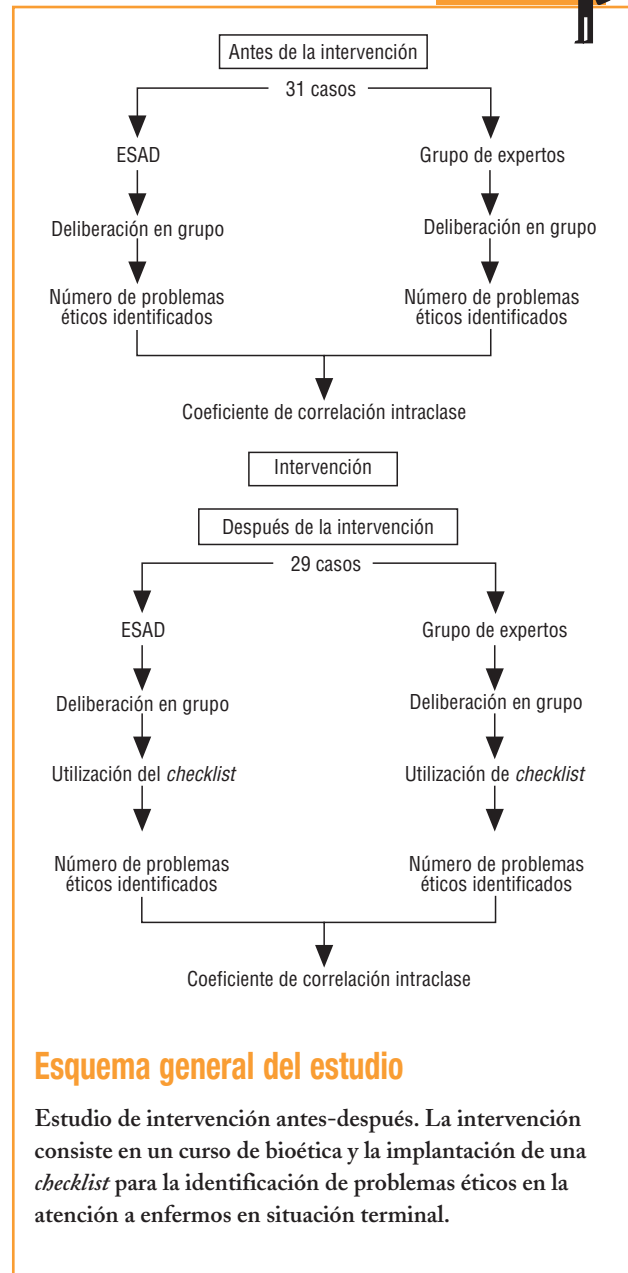 Antes de la intervención
31 casos
ESAD Grupo de expertos
Deliberación en grupo Deliberación en grupo
Número de problemas éticos identificados Número de problemas éticos identificados
Coeficiente de correlación intraclase
Intervención
Después de la intervención
29 casos
ESAD Grupo de expertos
Deliberación en grupo Deliberación en grupo
Utilización del checklist Utilización de checklist
Número de problemas éticos identificados Número de problemas éticos identificados
Coeficiente de correlación intraclase
Esquema general del estudio
Estudio de intervención antes-después. La intervención
consiste en un curso de bioética y la implantación de una
checklist para la identificación de problemas éticos en la
atención a enfermos en situación terminal.